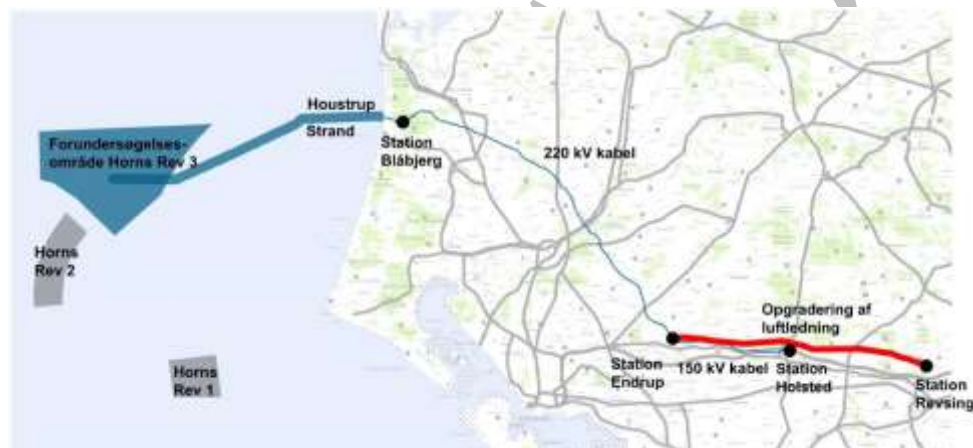 Houstrup
Strand
Station
Blåbjerg
Forundersøgelses-
område Horns Rev 3
220 kV kabel
Horns
Rev 2
Opgradering af
luftledning
Station
Endrup
150 kV kabel
Station
Holsted
Station
Revsing
Horns
Rev 1